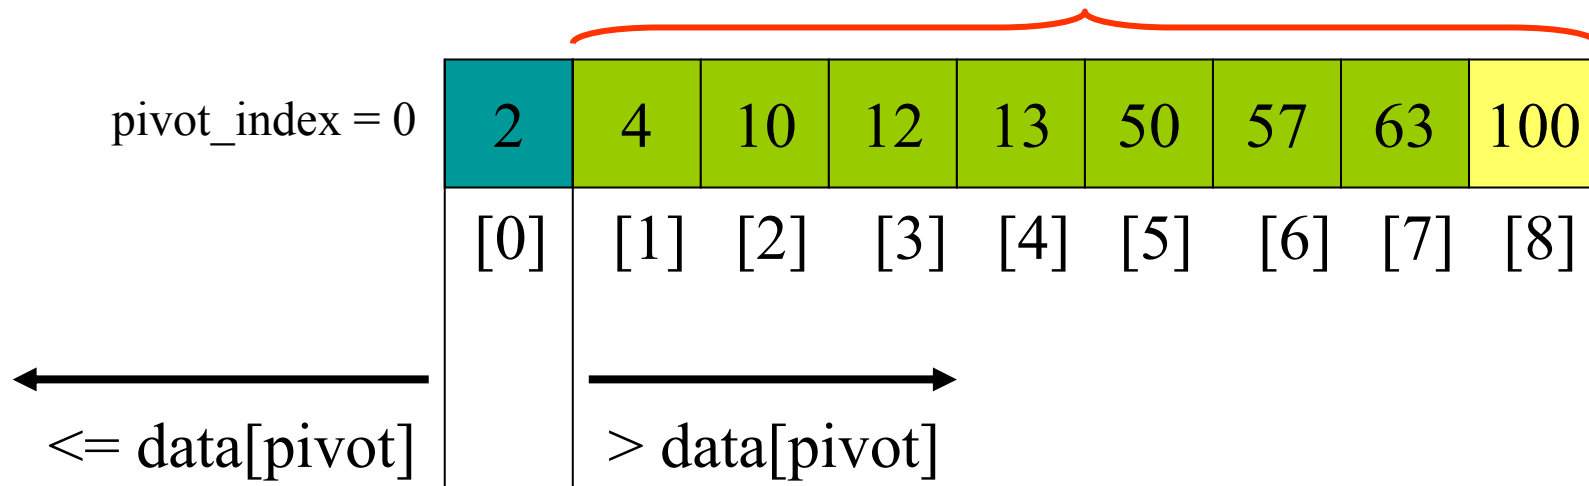 pivot_index = 0 2 4 10 12 13 50 57 63 100
[0] [1] [2] [3] [4] [5] [6] [7] [8]
<= data[pivot] > data[pivot]